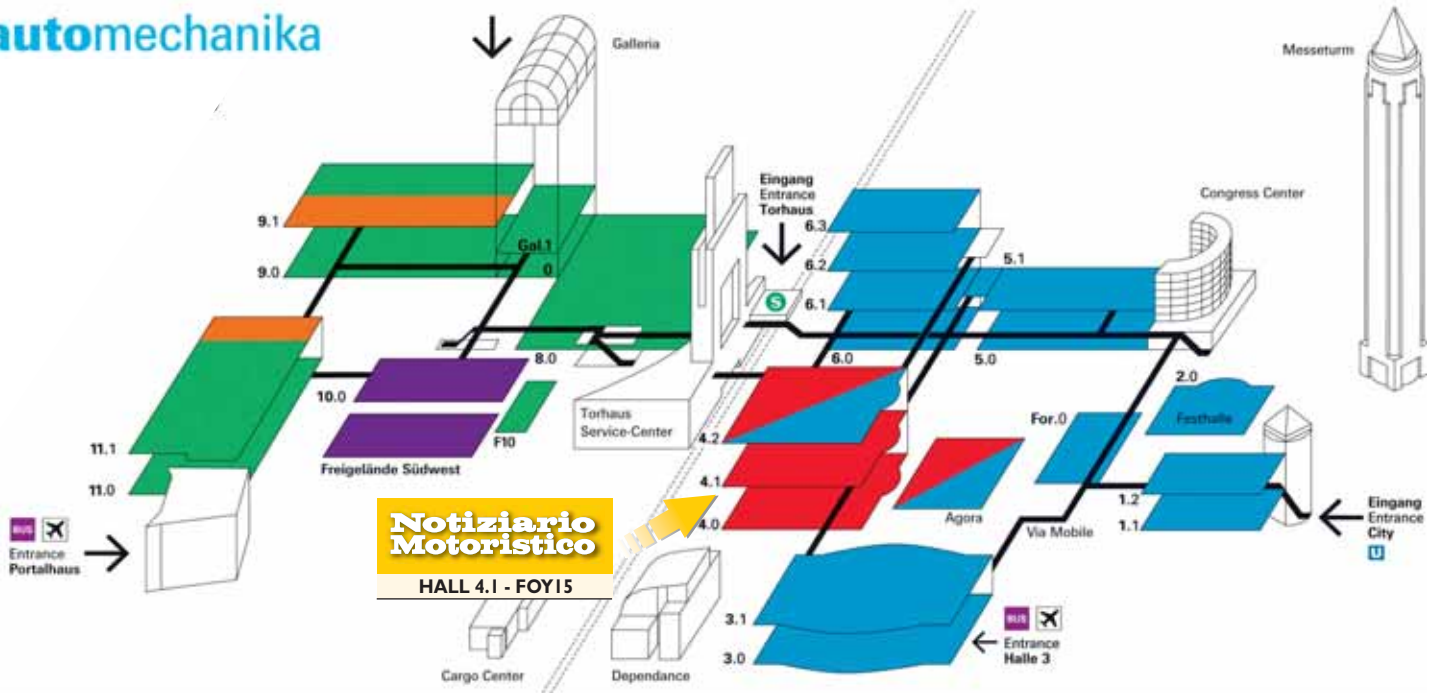 automechanika
Galleria
Messeturm
Eingang
Entrance
Torhaus
Congress Center
9.1
9.0
Gal.1
0
S
6.3
6.2
6.1
6.0
5.1
5.0
8.0
10.0
F10
Freigelände Südwest
11.1
11.0
Torhaus
Service-Center
4.2
4.1
4.0
Agora
For.0
2.0
Festhalle
1.2
1.1
Via Mobile
Eingang
Entrance
City
U
BUS
Entrance
Portalhaus
Notiziario
Motoristico
HALL 4.1 - FOY15
3.1
3.0
BUS
Entrance
Halle 3
Cargo Center
Dependance